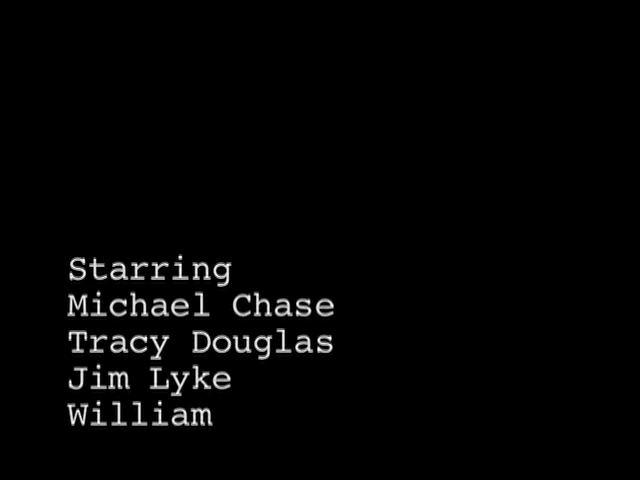 Starring
Michael Chase
Tracy Douglas
Jim Lyke
William